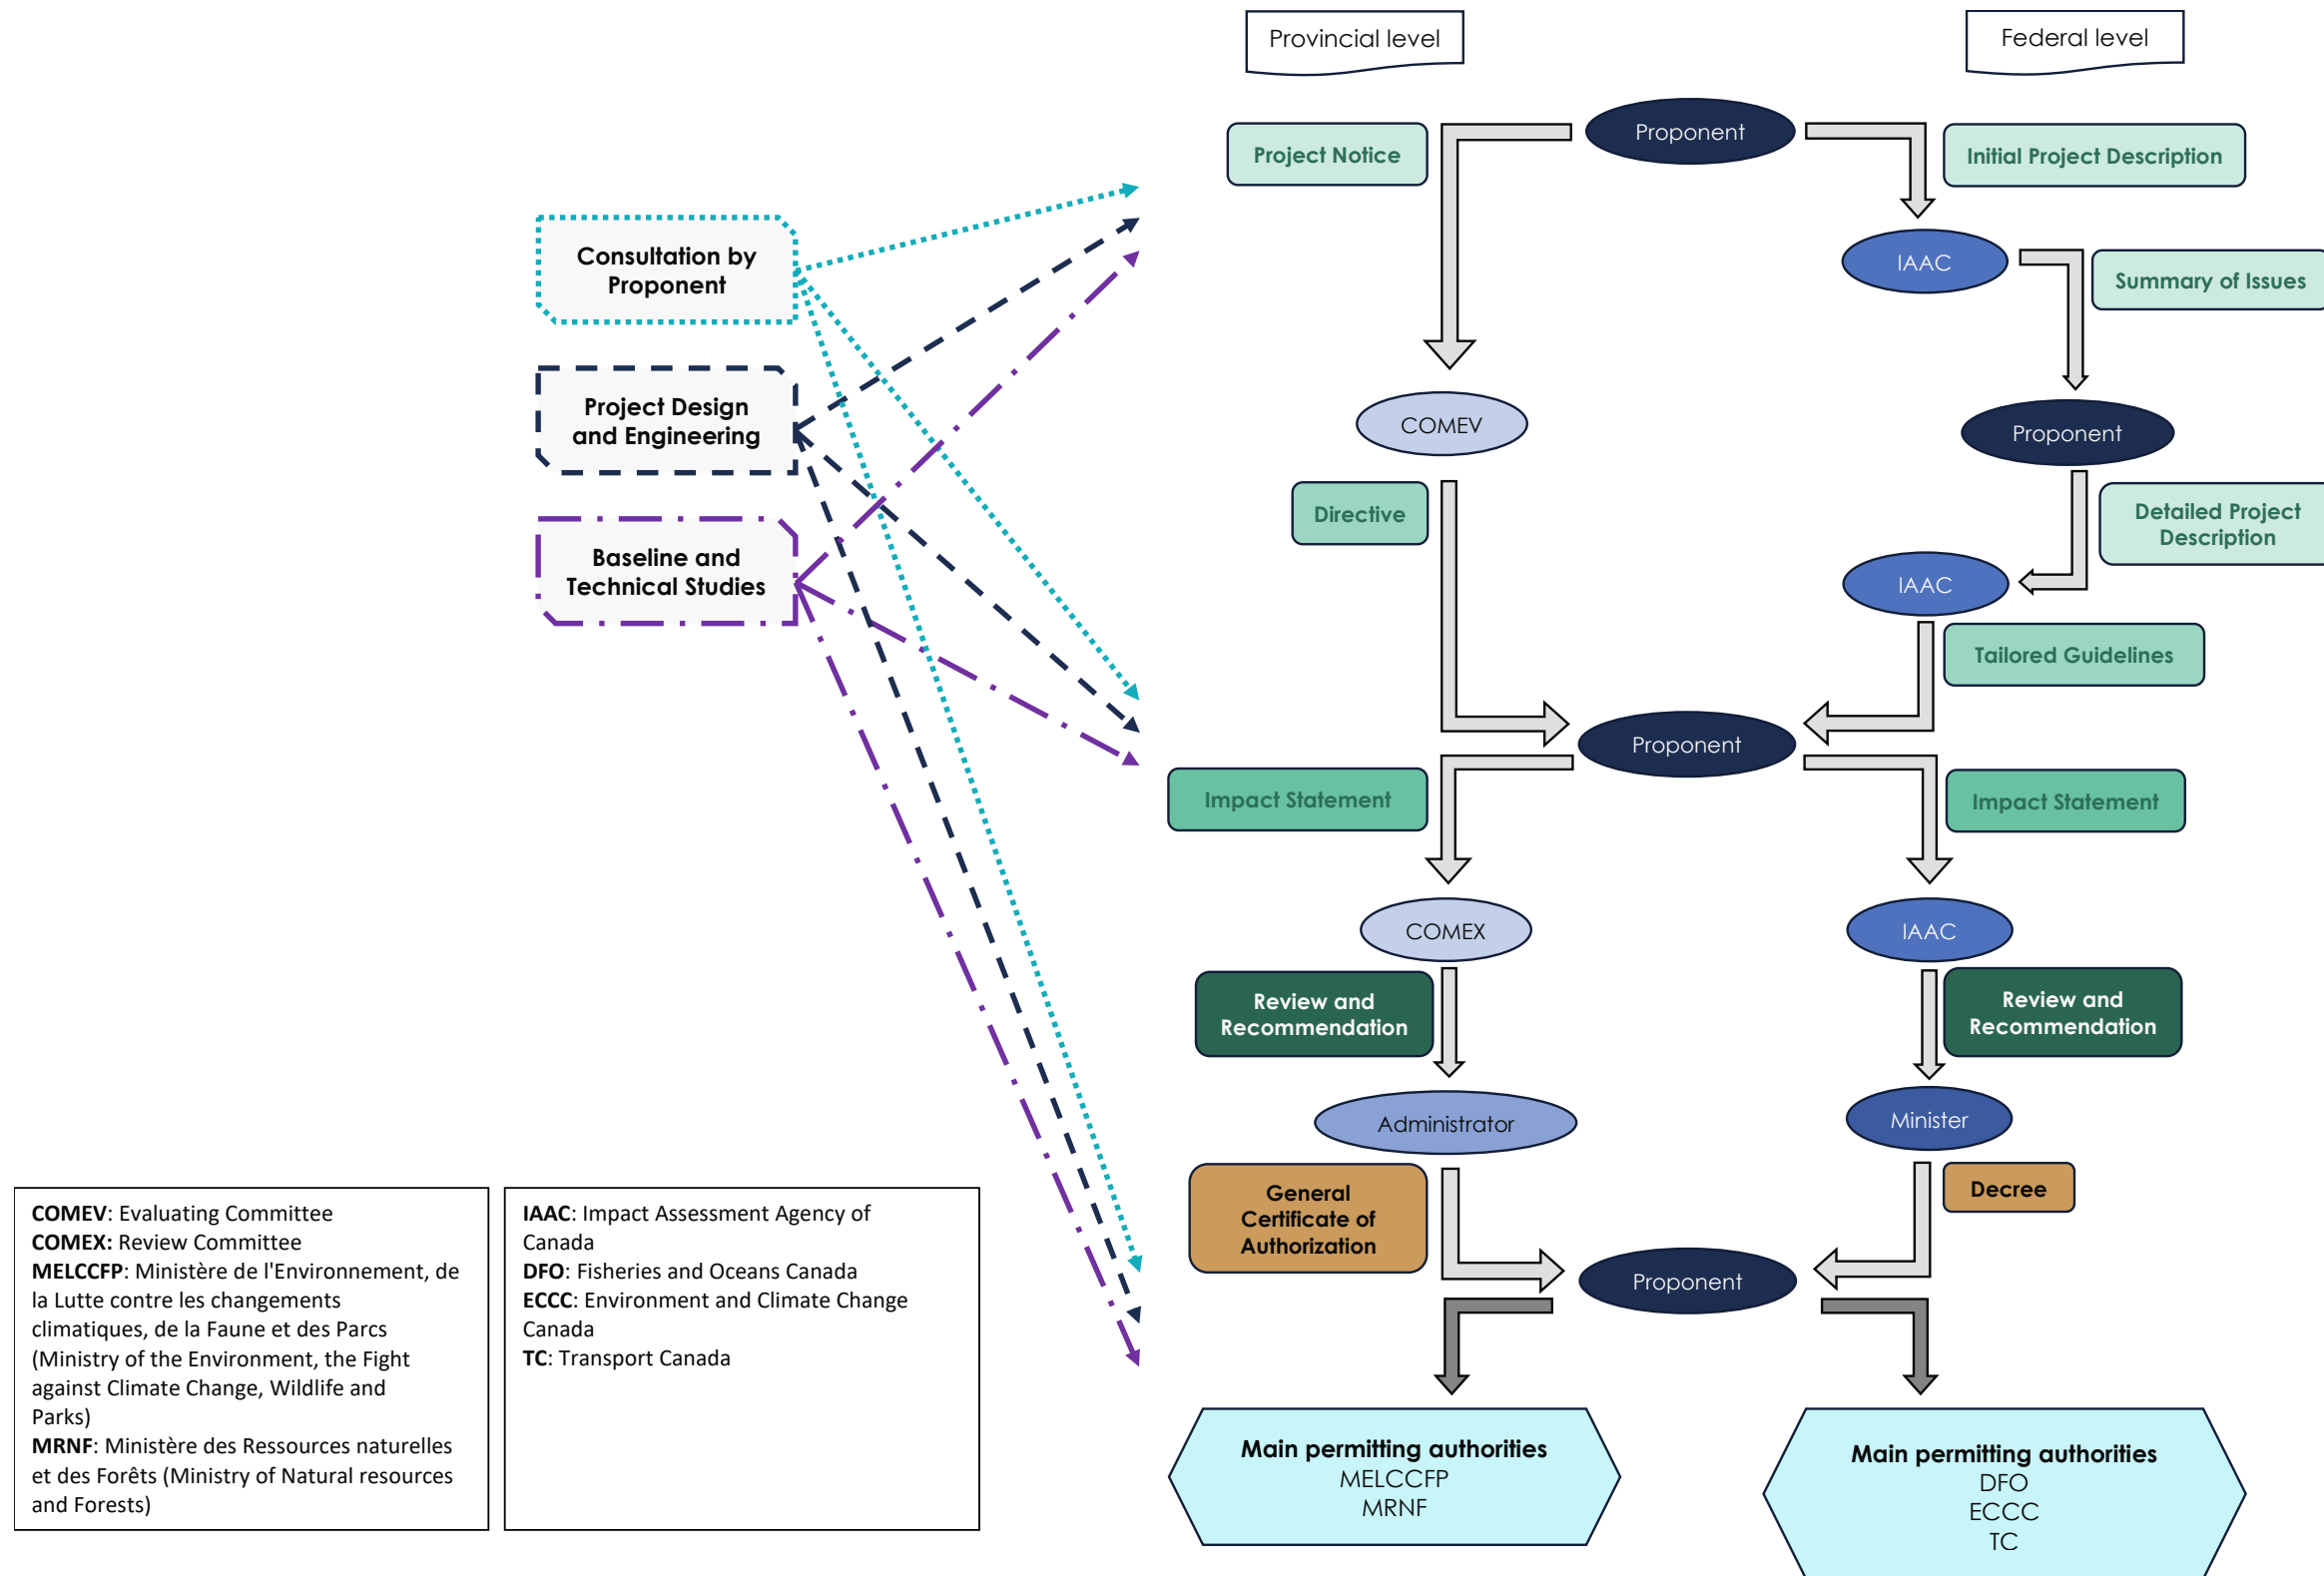 Provincial level
Federal level
Proponent
Project Notice
Initial Project Description
IAAC
Summary of Issues
Consultation by
Proponent
Project Design
and Engineering
Baseline and
Technical Studies
COMEV
Proponent
Directive
Detailed Project
Description
IAAC
Tailored Guidelines
Proponent
Impact Statement
Impact Statement
COMEX
IAAC
Review and
Recommendation
Review and
Recommendation
Administrator
Minister
General
Certificate of
Authorization
Decree
Proponent
Main permitting authorities
MELCCFP
MRNF
Main permitting authorities
DFO
ECCC
TC
COMEV: Evaluating Committee
COMEX: Review Committee
MELCCFP: Ministère de l'Environnement, de
la Lutte contre les changements
climatiques, de la Faune et des Parcs
(Ministry of the Environment, the Fight
against Climate Change, Wildlife and
Parks)
MRNF: Ministère des Ressources naturelles
et des Forêts (Ministry of Natural resources
and Forests)
IAAC: Impact Assessment Agency of
Canada
DFO: Fisheries and Oceans Canada
ECCC: Environment and Climate Change
Canada
TC: Transport Canada